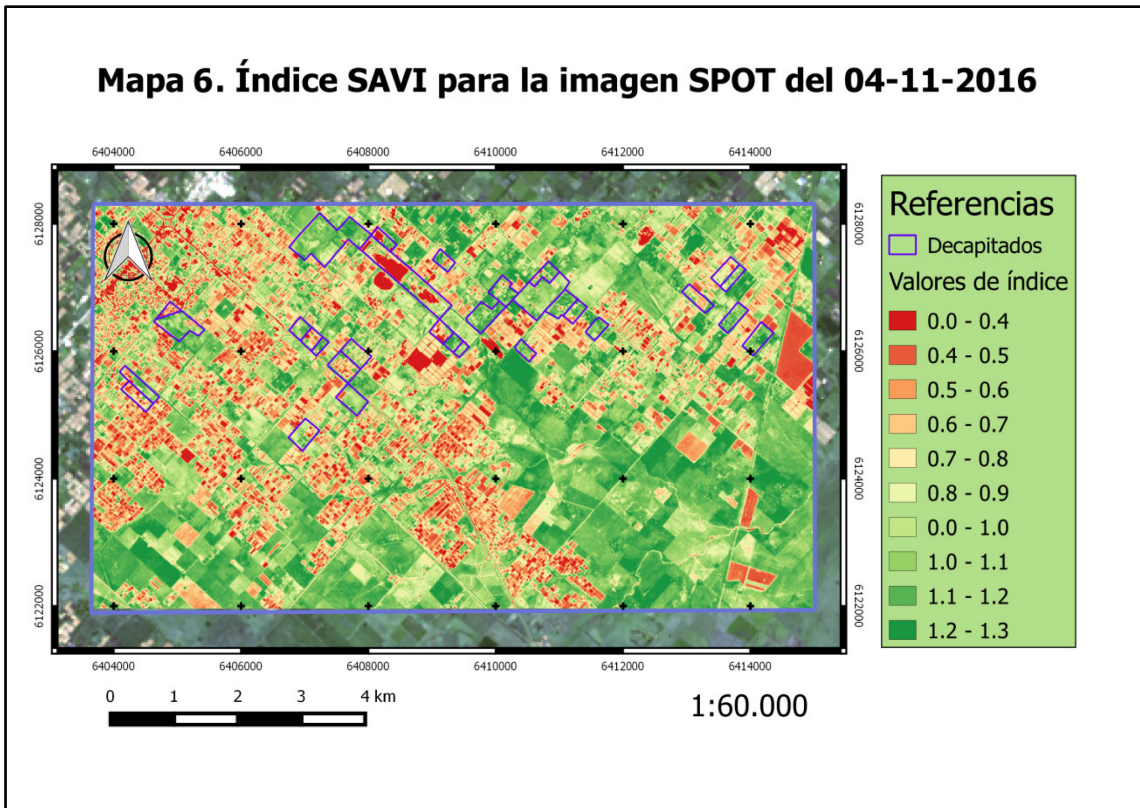 Mapa 6. Índice SAVI para la imagen SPOT del 04-11-2016
6404000 6406000 6408000 6410000 6412000 6414000
6128000 6128000
6126000 6126000
6124000 6124000
6122000 6122000
6404000 6406000 6408000 6410000 6412000 6414000
Referencias
Decapitados
Valores de índice
0.0 - 0.4
0.4 - 0.5
0.5 - 0.6
0.6 - 0.7
0.7 - 0.8
0.8 - 0.9
0.0 - 1.0
1.0 - 1.1
1.1 - 1.2
1.2 - 1.3
0 1 2 3 4 km
1:60.000